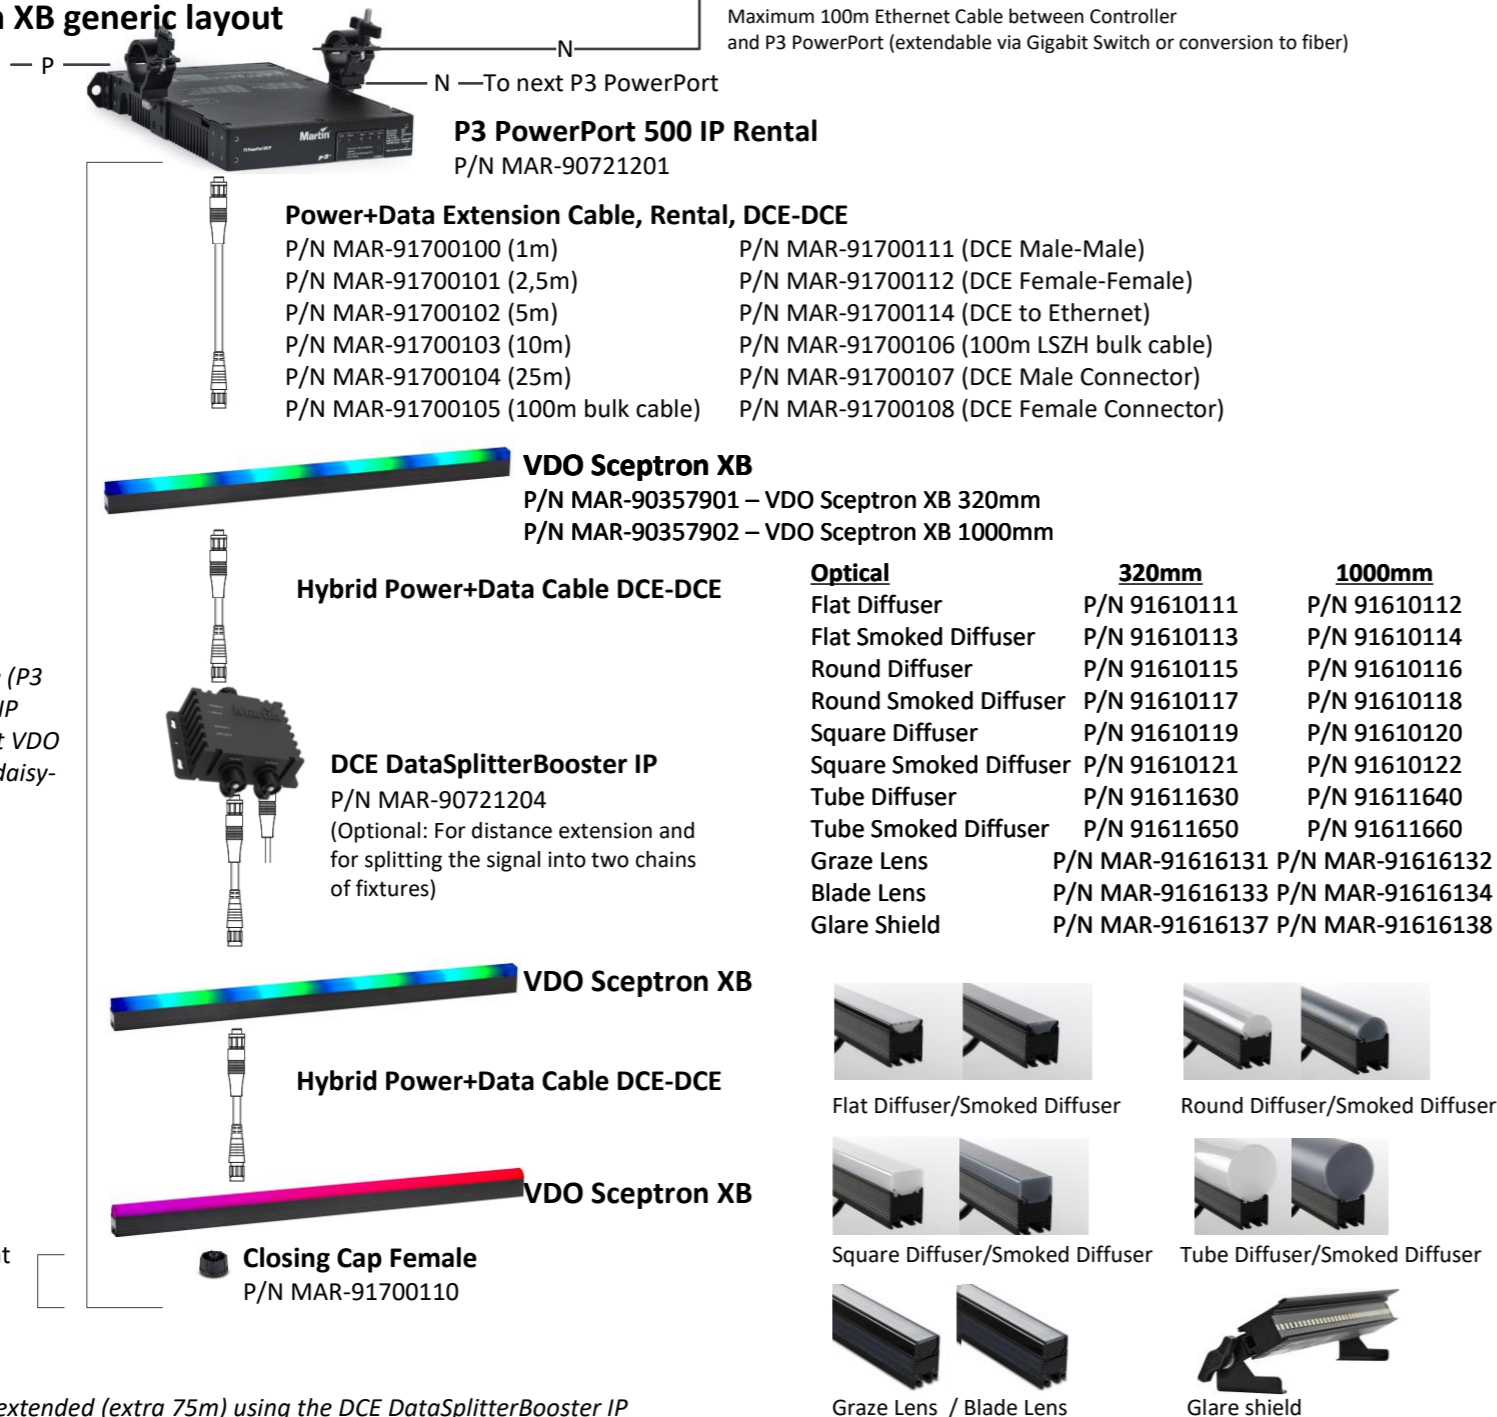 n XB generic layout
Maximum 100m Ethernet Cable between Controller
and P3 PowerPort (extendable via Gigabit Switch or conversion to fiber)
P
N
N
To next P3 PowerPort
Martin
P3 PowerPort 500 IP Rental
P/N MAR-90721201
Power+Data Extension Cable, Rental, DCE-DCE
P/N MAR-91700100 (1m)
P/N MAR-91700101 (2,5m)
P/N MAR-91700102 (5m)
P/N MAR-91700103 (10m)
P/N MAR-91700104 (25m)
P/N MAR-91700105 (100m bulk cable)
P/N MAR-91700111 (DCE Male-Male)
P/N MAR-91700112 (DCE Female-Female)
P/N MAR-91700114 (DCE to Ethernet)
P/N MAR-91700106 (100m LSZH bulk cable)
P/N MAR-91700107 (DCE Male Connector)
P/N MAR-91700108 (DCE Female Connector)
VDO Sceptron XB
P/N MAR-90357901 – VDO Sceptron XB 320mm
P/N MAR-90357902 – VDO Sceptron XB 1000mm
Hybrid Power+Data Cable DCE-DCE
(P3
IP
t VDO
daisy-
Martin
DCE DataSplitterBooster IP
P/N MAR-90721204
(Optional: For distance extension and
for splitting the signal into two chains
of fixtures)
VDO Sceptron XB
Hybrid Power+Data Cable DCE-DCE
VDO Sceptron XB
Closing Cap Female
P/N MAR-91700110
Optical 320mm 1000mm
Flat Diffuser P/N 91610111 P/N 91610112
Flat Smoked Diffuser P/N 91610113 P/N 91610114
Round Diffuser P/N 91610115 P/N 91610116
Round Smoked Diffuser P/N 91610117 P/N 91610118
Square Diffuser P/N 91610119 P/N 91610120
Square Smoked Diffuser P/N 91610121 P/N 91610122
Tube Diffuser P/N 91611630 P/N 91611640
Tube Smoked Diffuser P/N 91611650 P/N 91611660
Graze Lens P/N MAR-91616131 P/N MAR-91616132
Blade Lens P/N MAR-91616133 P/N MAR-91616134
Glare Shield P/N MAR-91616137 P/N MAR-91616138
Flat Diffuser/Smoked Diffuser
Round Diffuser/Smoked Diffuser
Square Diffuser/Smoked Diffuser
Tube Diffuser/Smoked Diffuser
Graze Lens / Blade Lens
Glare shield
extended (extra 75m) using the DCE DataSplitterBooster IP